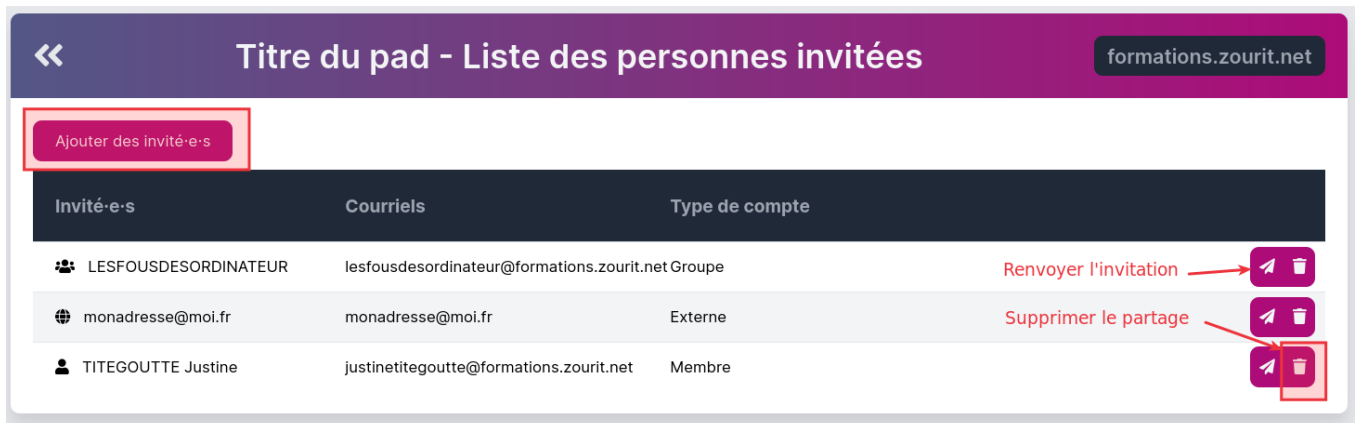 Titre du pad - Liste des personnes invitées
formations.zourit.net
Ajouter des invité·e·s
Invité·e·s Courriels Type de compte
LESFOUSDESORDINATEUR lesfousdesordinateur@formations.zourit.net Groupe Renvoyer l'invitation
monadresse@moi.fr monadresse@moi.fr Externe Supprimer le partage
TITEGOUTTE Justine justinetitegoutte@formations.zourit.net Membre